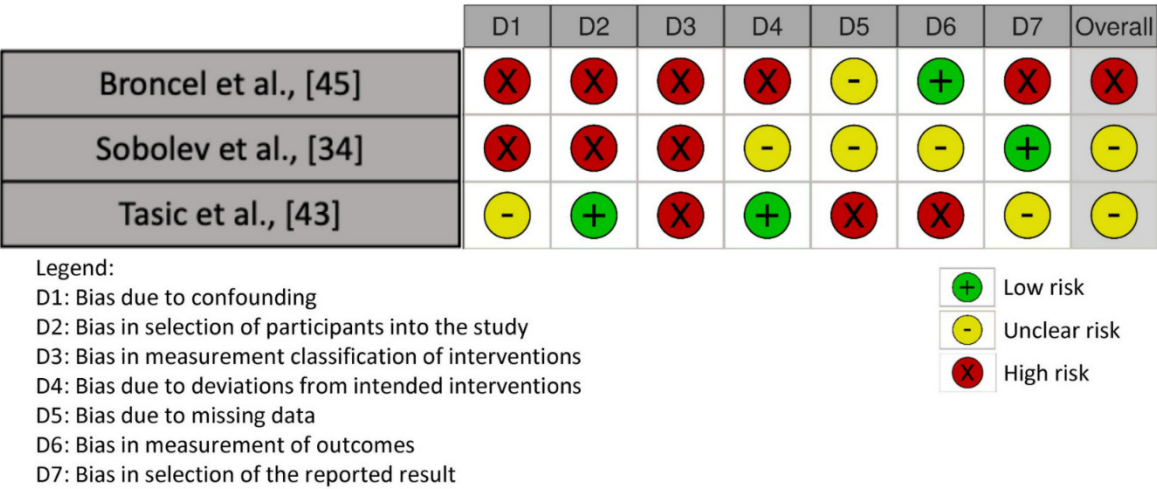 D1 D2 D3 D4 D5 D6 D7 Overall
Broncel et al., [45] X X X X - + X X
Sobolev et al., [34] X X X - - - + -
Tasic et al., [43] - + X + X X - -
Legend:
D1: Bias due to confounding
D2: Bias in selection of participants into the study
D3: Bias in measurement classification of interventions
D4: Bias due to deviations from intended interventions
D5: Bias due to missing data
D6: Bias in measurement of outcomes
D7: Bias in selection of the reported result
+ Low risk
- Unclear risk
X High risk